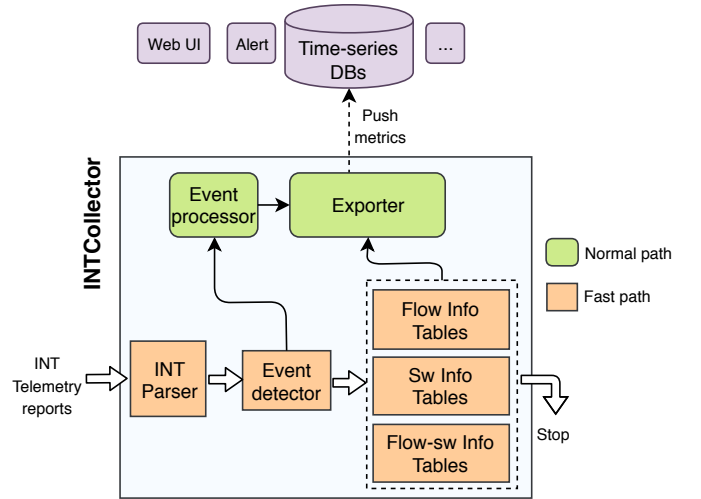 Web UI
Alert
Time-series
DBs
...
Push
metrics
INTCollector
Event
processor
Exporter
Normal path
Fast path
Flow Info
Tables
INT
Telemetry
reports
INT
Parser
Event
detector
Sw Info
Tables
Flow-sw Info
Tables
Stop